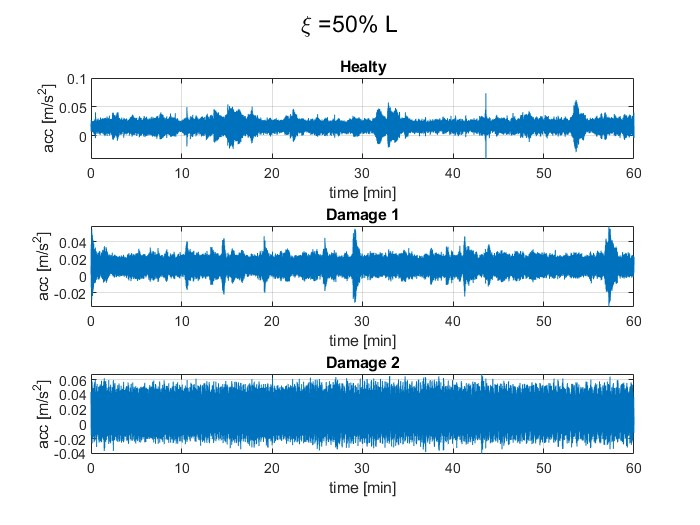 ξ =50% L
Healty
acc [m/s²]
0.1
0.05
0
0 10 20 30 40 50 60
time [min]
Damage 1
acc [m/s²]
0.04
0.02
0
-0.02
0 10 20 30 40 50 60
time [min]
Damage 2
acc [m/s²]
0.06
0.04
0.02
0
-0.02
-0.04
0 10 20 30 40 50 60
time [min]